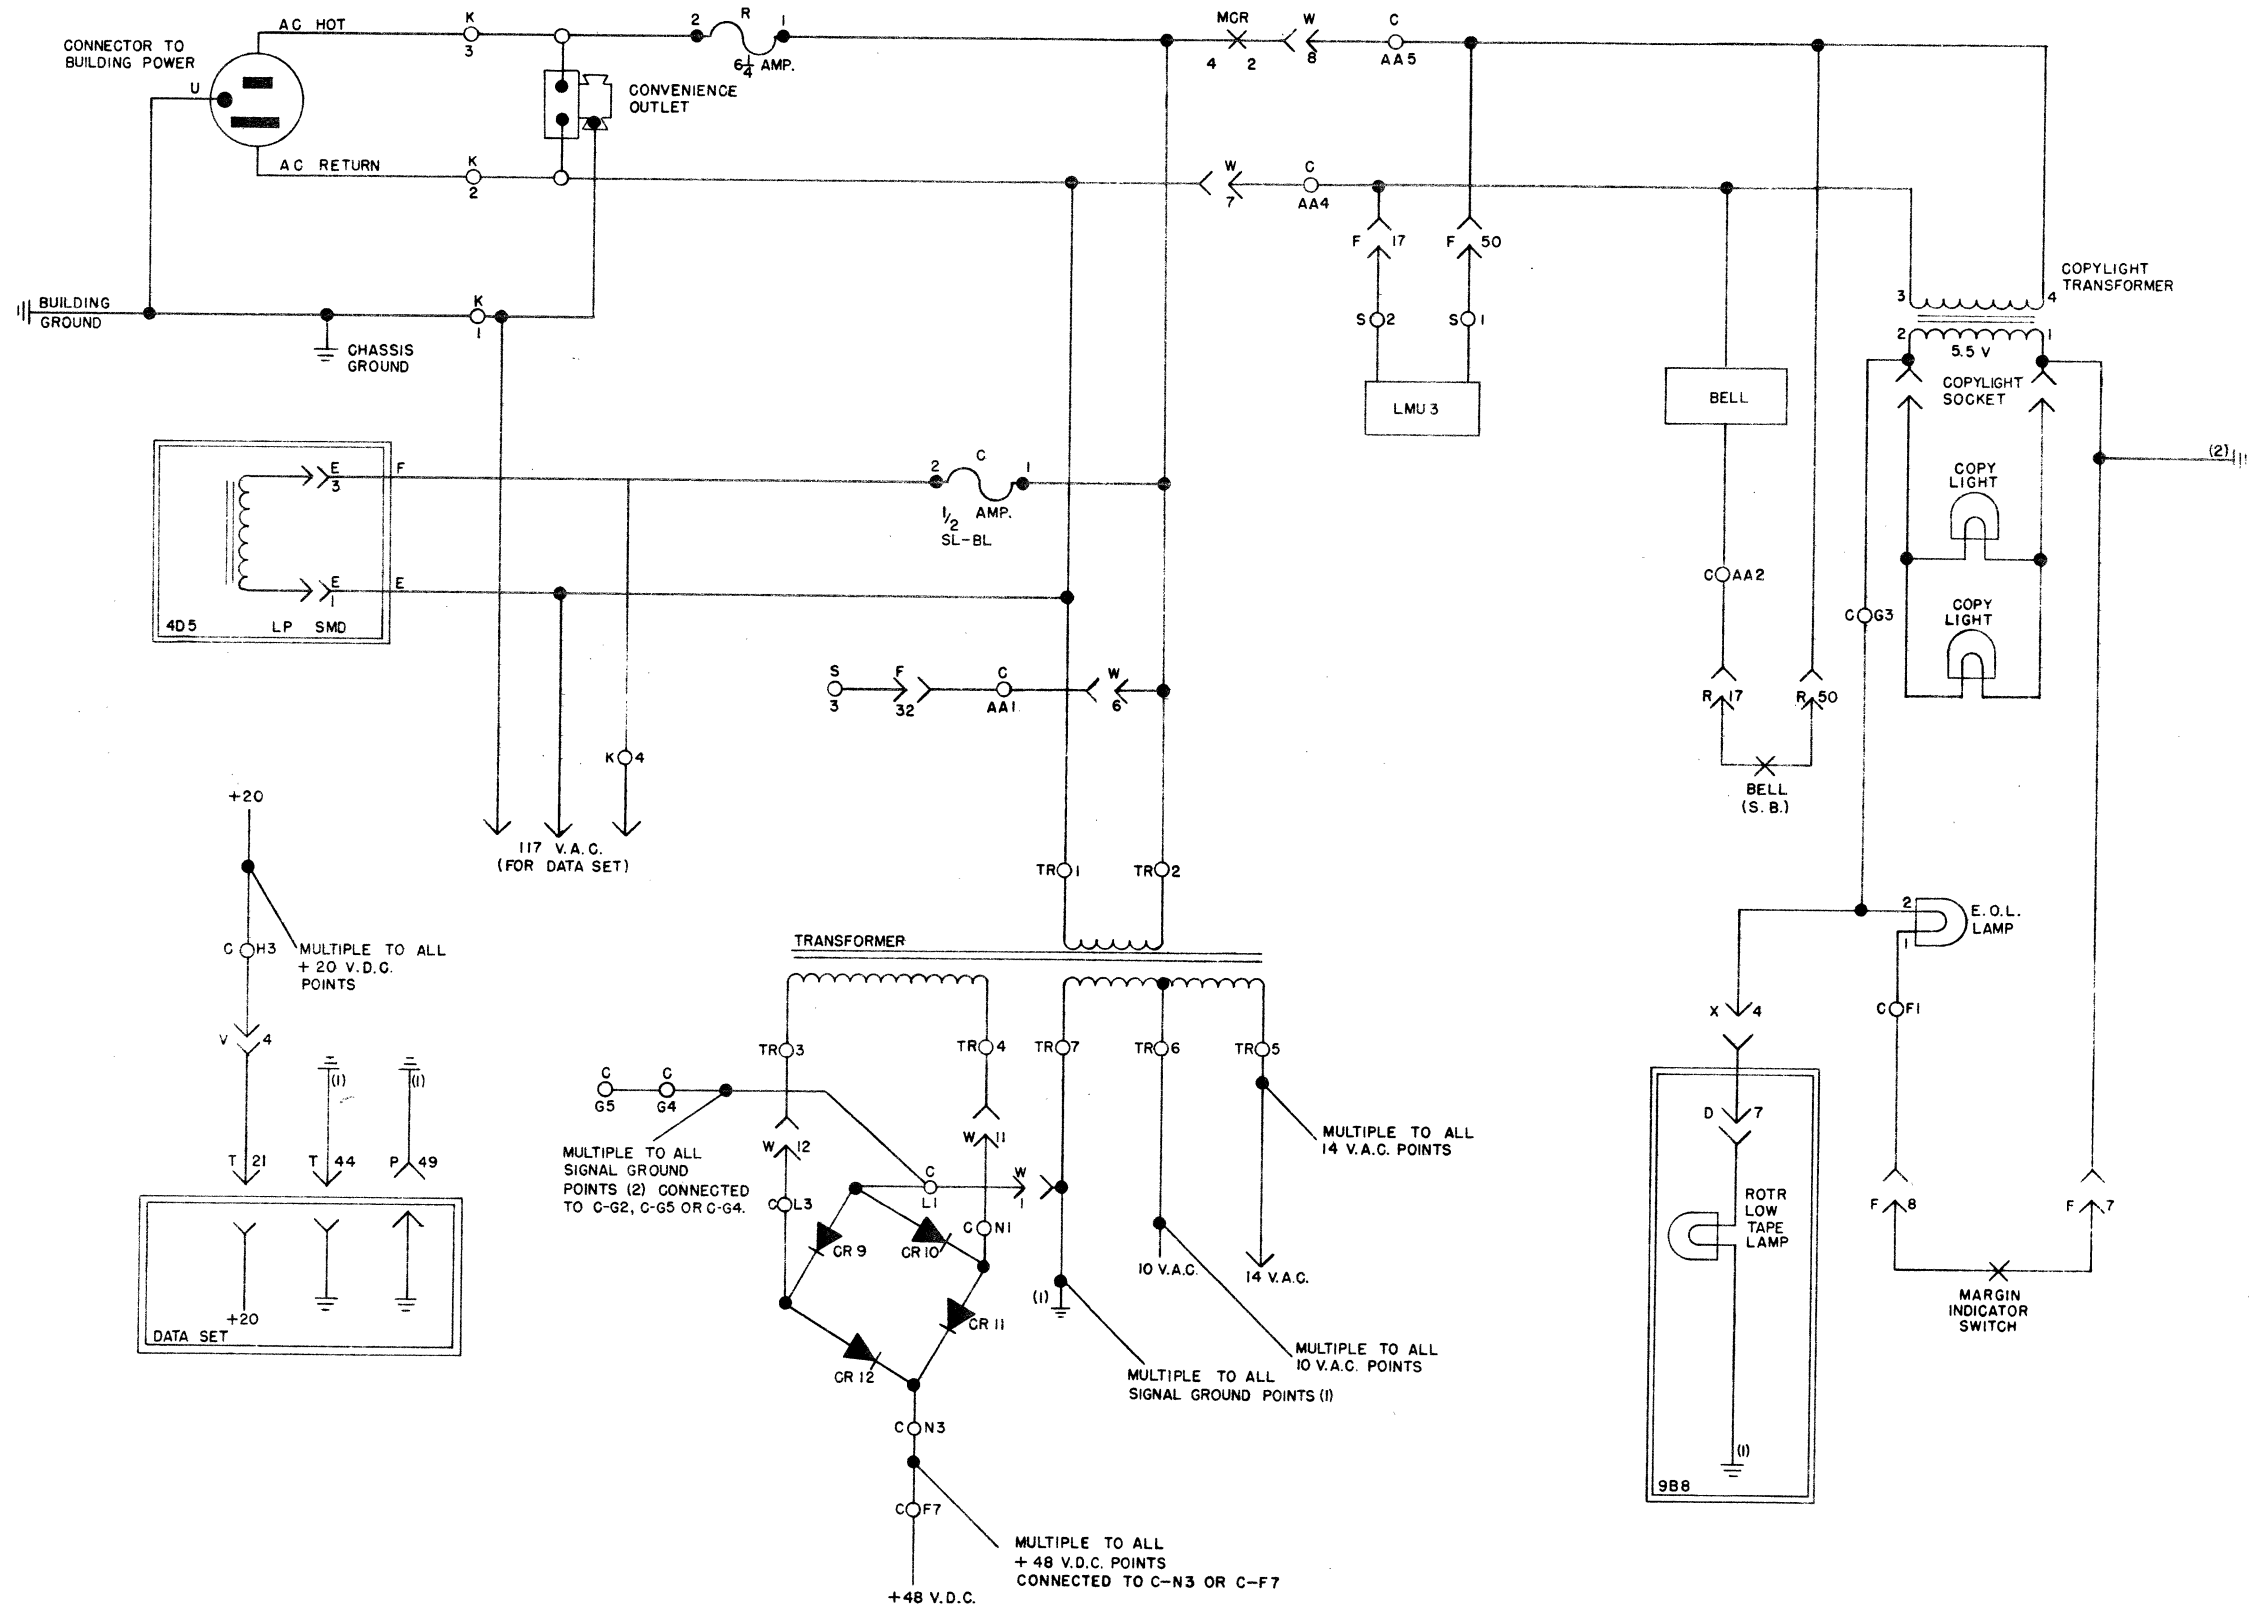 CONNECTOR TO
BUILDING POWER
AC HOT
K
3
2
R
1
6 1/4 AMP.
MCR
4 2
W
8
C
AA5
U
CONVENIENCE
OUTLET
AC RETURN
K
2
W
7
C
AA4
F 17
F 50
S 2
S 1
LMU 3
BUILDING
GROUND
K
1
CHASSIS
GROUND
3
4
COPYLIGHT
TRANSFORMER
2
1
5.5 V
COPYLIGHT
SOCKET
BELL
(2)
COPY
LIGHT
COPY
LIGHT
E
3
F
2
C
1
1/2 AMP.
SL-BL
E
1
E
4D5
LP SMD
C AA2
C G3
S
3
F
32
C
AA1
W
6
R 17
R 50
BELL
(S. B.)
K 4
117 V.A.C.
(FOR DATA SET)
+20
C H3
MULTIPLE TO ALL
+ 20 V.D.C.
POINTS
V 4
(1)
(1)
T 21
T 44
P 49
+20
DATA SET
TR 1
TR 2
TRANSFORMER
TR 3
TR 4
TR 7
TR 6
TR 5
C
G5
C
G4
MULTIPLE TO ALL
SIGNAL GROUND
POINTS (2) CONNECTED
TO C-G2, C-G5 OR C-G4.
W 12
W 11
C L3
C
L1
W
1
C N1
CR 9
CR 10
CR 11
CR 12
MULTIPLE TO ALL
14 V.A.C. POINTS
10 V.A.C.
14 V.A.C.
(1)
MULTIPLE TO ALL
10 V.A.C. POINTS
MULTIPLE TO ALL
SIGNAL GROUND POINTS (1)
C N3
C F7
MULTIPLE TO ALL
+ 48 V.D.C. POINTS
CONNECTED TO C-N3 OR C-F7
+48 V.D.C.
2
1
E. O. L.
LAMP
X 4
C F1
D 7
ROTR
LOW
TAPE
LAMP
(1)
9B8
F 8
F 7
MARGIN
INDICATOR
SWITCH